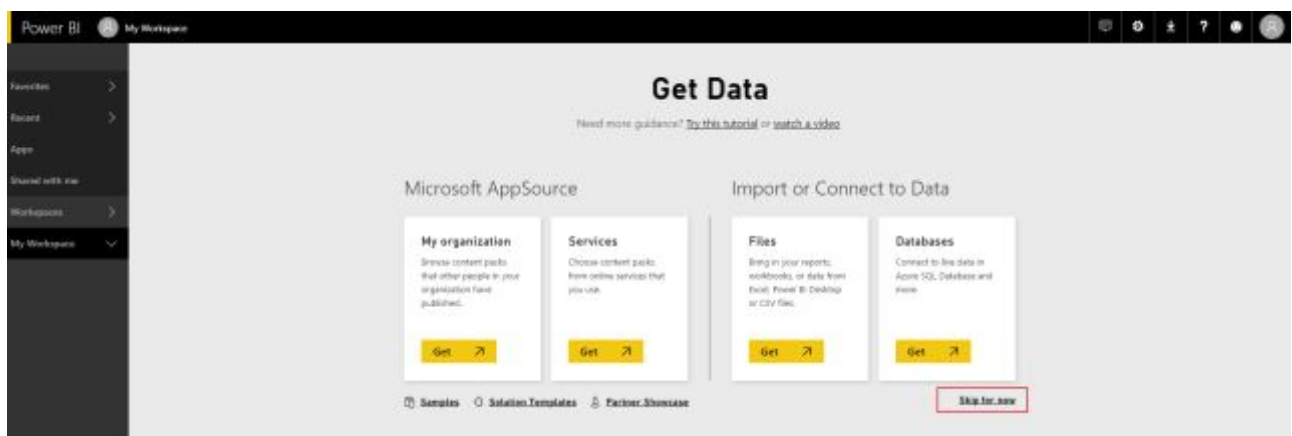 Power BI
My Workspace
?
Favorites
Recent
Apps
Shared with me
Workspaces
My Workspace
Get Data
Need more guidance? Try this tutorial or watch a video
Microsoft AppSource
Import or Connect to Data
My organization
Browse content packs
that other people in your
organization have
published.
Get
Services
Choose content packs
from online services that
you use.
Get
Files
Bring in your reports,
workbooks, or data from
Excel, Power BI Desktop
or CSV files.
Get
Databases
Connect to live data in
Azure SQL Database and
more.
Get
Samples
Solution Templates
Partner Showcase
Skip for now